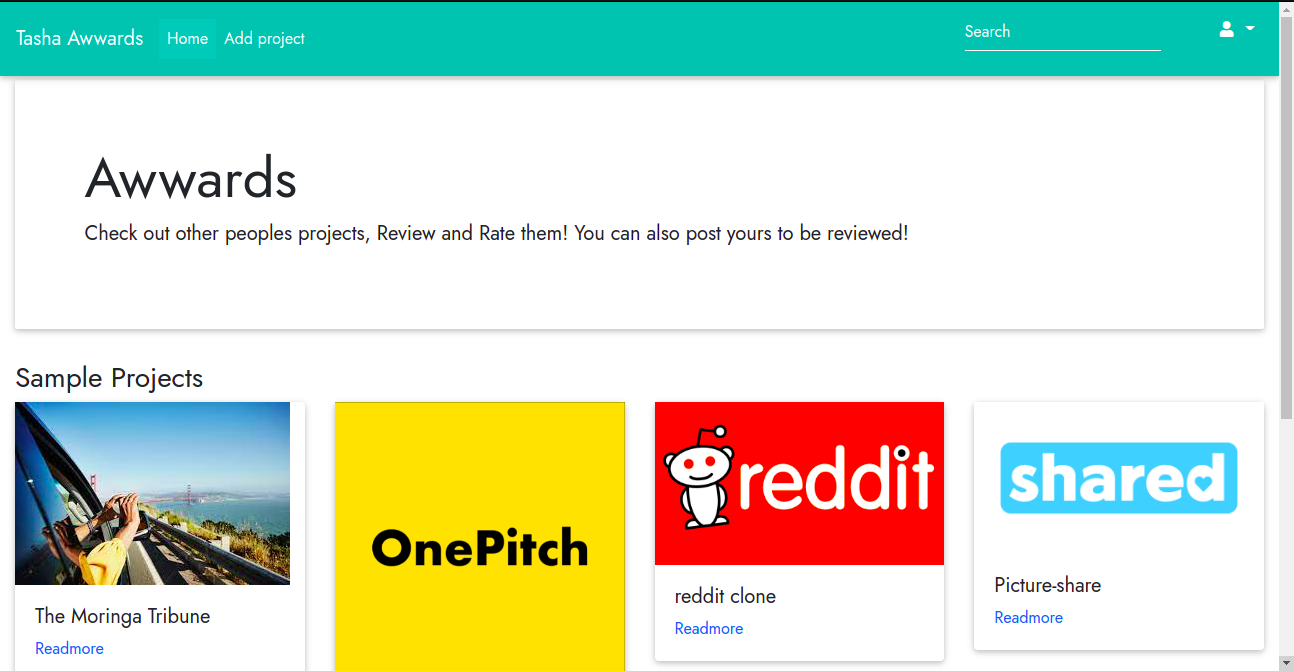 Tasha Awwards Home Add project Search
Awwards
Check out other peoples projects, Review and Rate them! You can also post yours to be reviewed!
Sample Projects
The Moringa Tribune
Readmore
OnePitch
reddit
reddit clone
Readmore
shared
Picture-share
Readmore